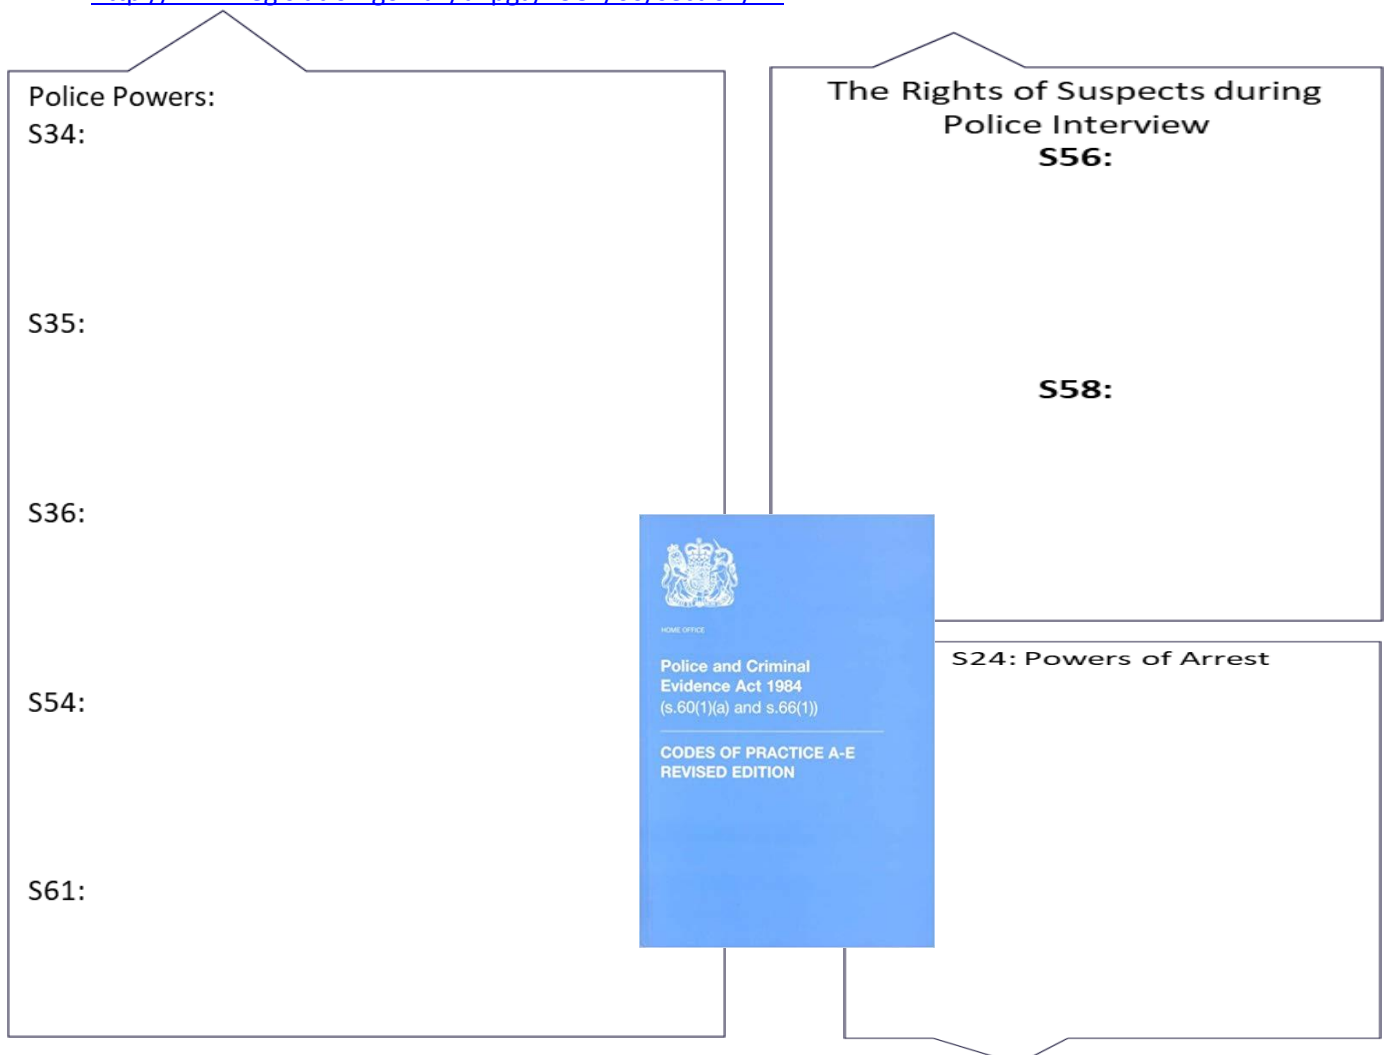 Police Powers:
S34:
S35:
S36:
S54:
S61:
The Rights of Suspects during
Police Interview
S56:
S58:
HOME OFFICE
Police and Criminal
Evidence Act 1984
(s.60(1)(a) and s.66(1))
CODES OF PRACTICE A-E
REVISED EDITION
S24: Powers of Arrest